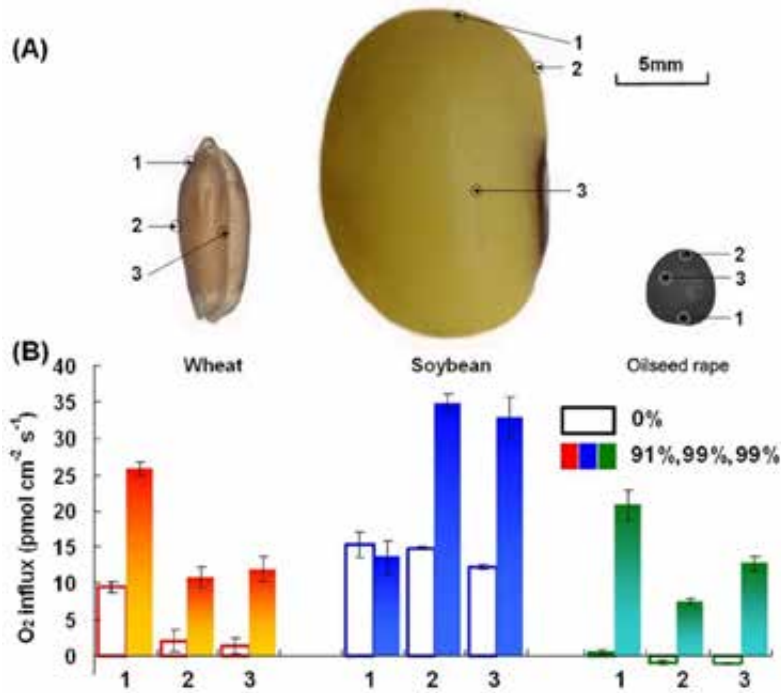 (A)
1
2
5mm
1
2
3
3
2
3
1
(B)
Wheat
Soybean
Oilseed rape
O2 influx (pmol cm-2 s-1)
40
35
30
25
20
15
10
5
0
0%
91%,99%,99%
1 2 3 1 2 3 1 2 3